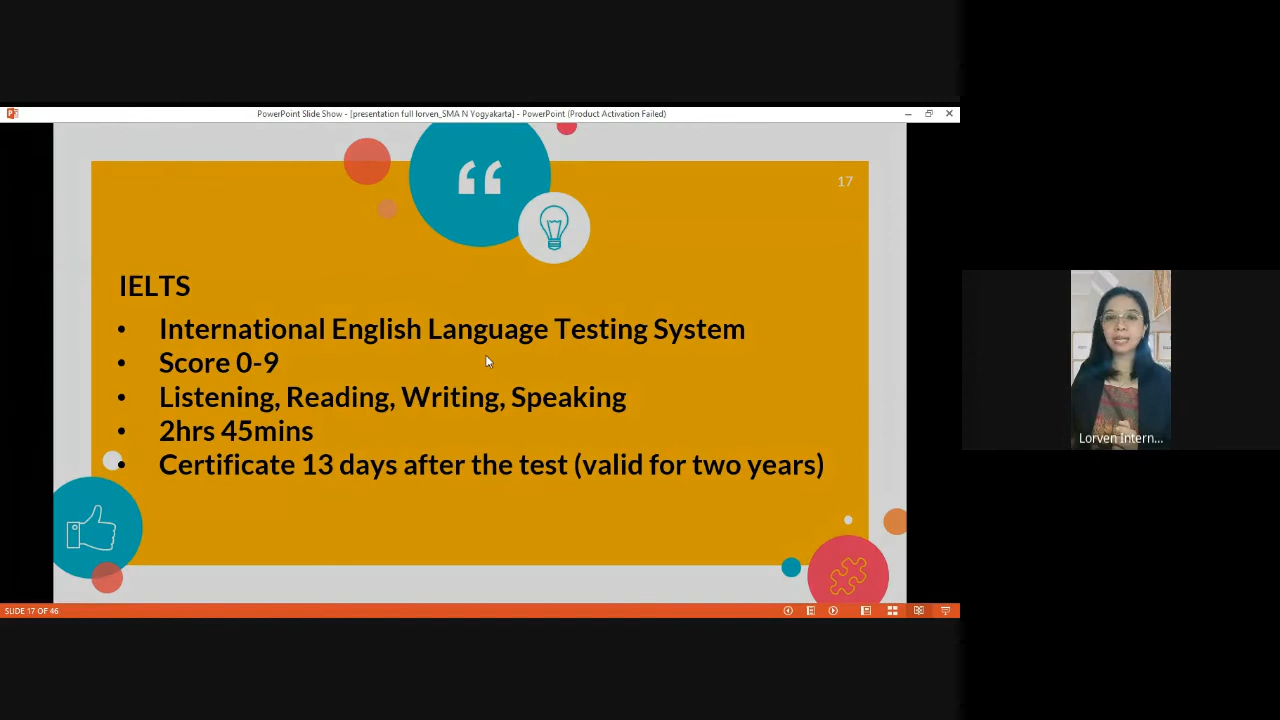 PowerPoint Slide Show - [presentation full lorven_SMA N Yogyakarta] - PowerPoint (Product Activation Failed)
17
IELTS
• International English Language Testing System
• Score 0-9
• Listening, Reading, Writing, Speaking
• 2hrs 45mins
• Certificate 13 days after the test (valid for two years)
Lorven Intern...
SLIDE 17 OF 46